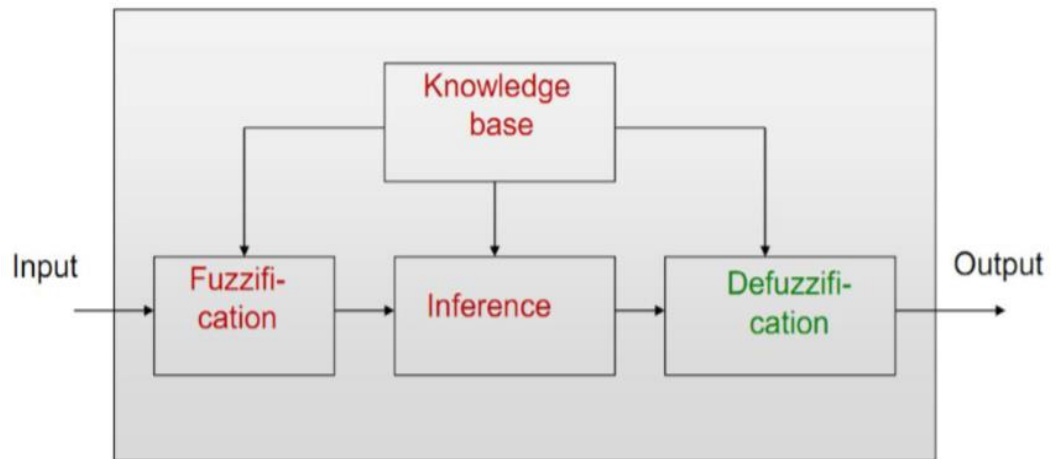 Knowledge
base
Input
Fuzzifi-
cation
Inference
Defuzzifi-
cation
Output